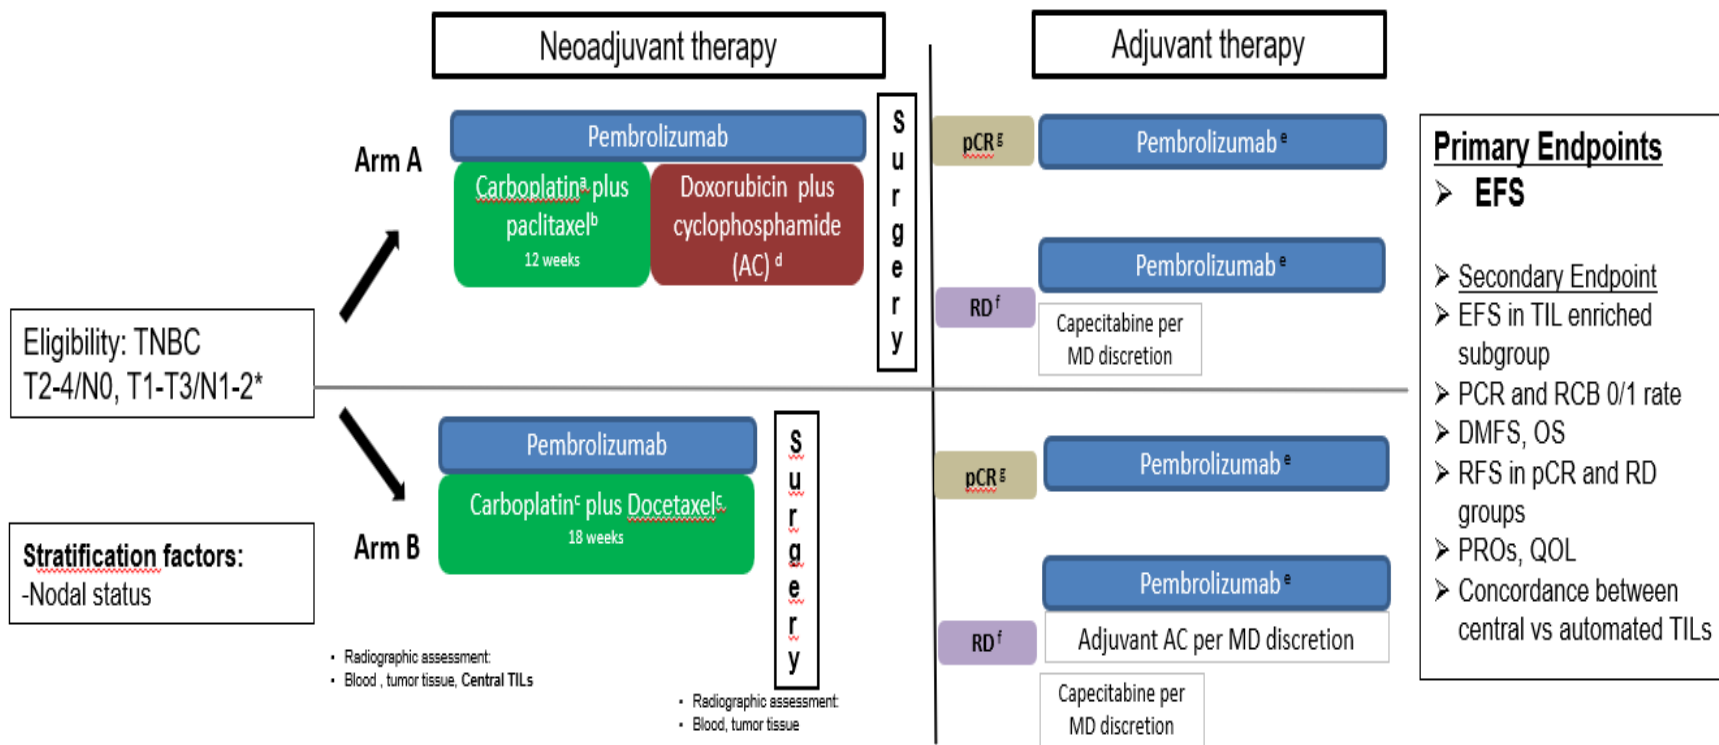 Neoadjuvant therapy
Adjuvant therapy
Arm A
Pembrolizumab
Carboplatinᵃ plus
paclitaxelᵇ
12 weeks
Doxorubicin plus
cyclophosphamide
(AC) ᵈ
S
u
r
g
e
r
y
pCR ᵍ
Pembrolizumab ᵉ
RD ᶠ
Pembrolizumab ᵉ
Capecitabine per
MD discretion
Eligibility: TNBC
T2-4/N0, T1-T3/N1-2*
Stratification factors:
-Nodal status
Arm B
Pembrolizumab
Carboplatinᶜ plus Docetaxelᶜ
18 weeks
S
u
r
g
e
r
y
• Radiographic assessment:
• Blood , tumor tissue, Central TILs
• Radiographic assessment:
• Blood, tumor tissue
pCR ᵍ
Pembrolizumab ᵉ
RD ᶠ
Pembrolizumab ᵉ
Adjuvant AC per MD discretion
Capecitabine per
MD discretion
Primary Endpoints
➢ EFS
➢ Secondary Endpoint
➢ EFS in TIL enriched
subgroup
➢ PCR and RCB 0/1 rate
➢ DMFS, OS
➢ RFS in pCR and RD
groups
➢ PROs, QOL
➢ Concordance between
central vs automated TILs